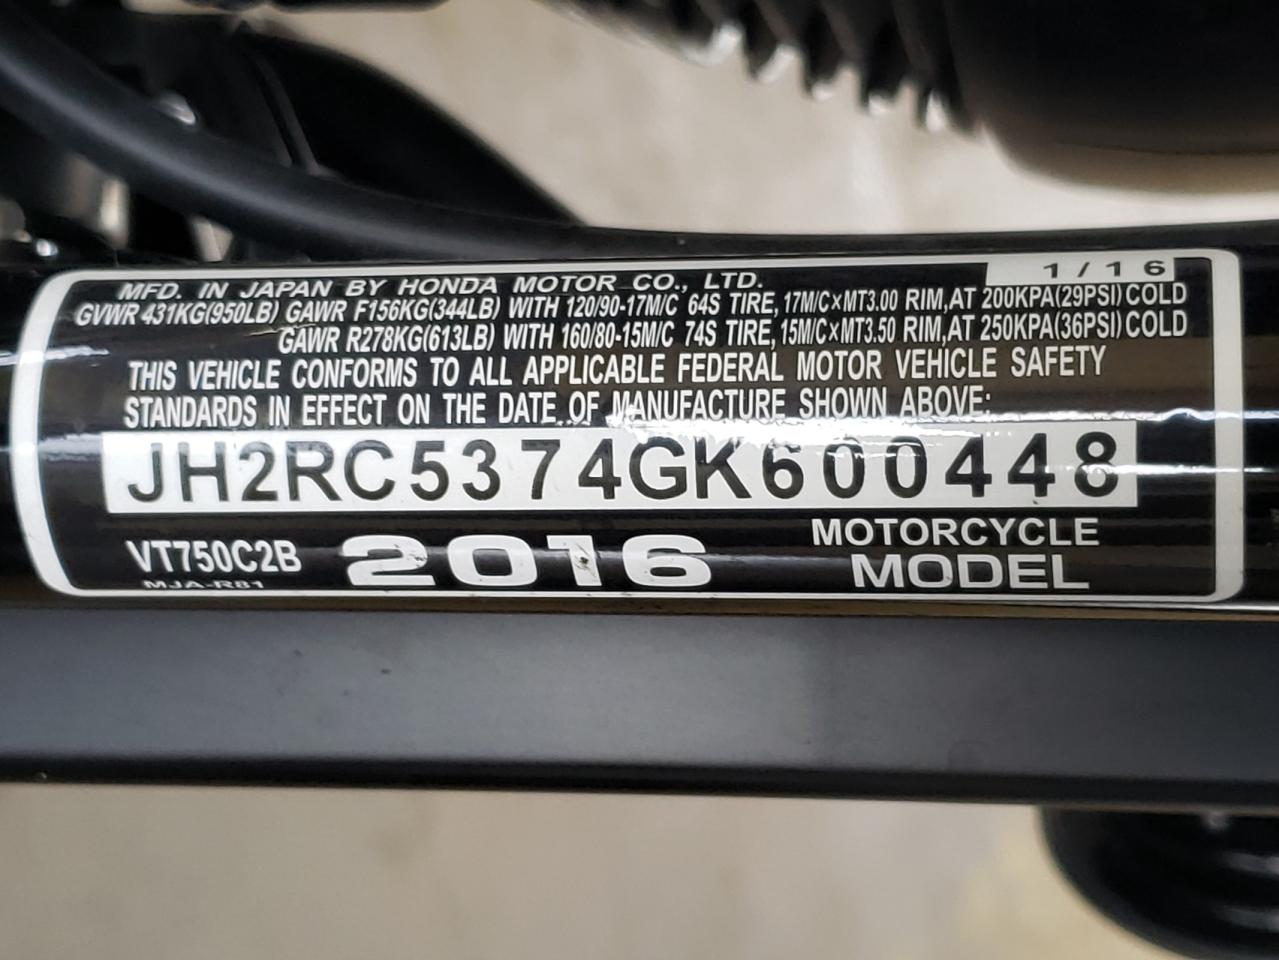 1/16
MFD. IN JAPAN BY HONDA MOTOR CO., LTD.
GVWR 431KG(950LB) GAWR F156KG(344LB) WITH 120/90-17M/C 64S TIRE, 17M/C×MT3.00 RIM, AT 200KPA(29PSI) COLD
GAWR R278KG(613LB) WITH 160/80-15M/C 74S TIRE, 15M/C×MT3.50 RIM, AT 250KPA(36PSI) COLD
THIS VEHICLE CONFORMS TO ALL APPLICABLE FEDERAL MOTOR VEHICLE SAFETY
STANDARDS IN EFFECT ON THE DATE OF MANUFACTURE SHOWN ABOVE:
JH2RC5374GK600448
VT750C2B 2016 MOTORCYCLE
MJA-R81 MODEL